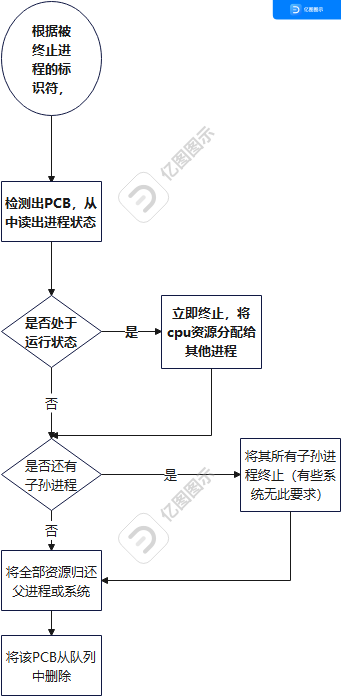 亿图图示
根据被
终止进
程的标
识符，
亿图图示
检测出PCB，从
中读出进程状态
是否处于
运行状态
是
立即终止，将
cpu资源分配给
其他进程
否
是否还有
子孙进程
是
将其所有子孙进
程终止（有些系
统无此要求）
亿图图示
否
将全部资源归还
父进程或系统
将该PCB从队列
中删除